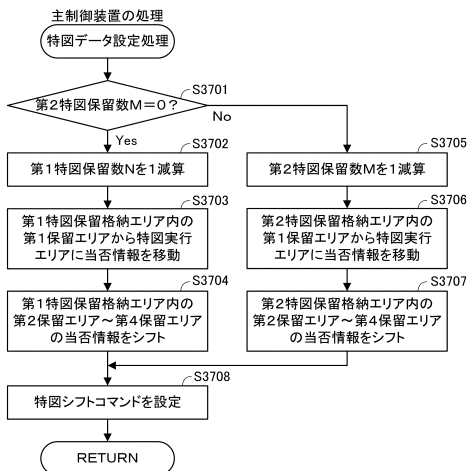 主制御装置の処理
特図データ設定処理
S3701
第2特図保留数M=0?
No
Yes
S3702
第1特図保留数Nを1減算
S3703
第1特図保留格納エリア内の
第1保留エリアから特図実行
エリアに当否情報を移動
S3704
第1特図保留格納エリア内の
第2保留エリア~第4保留エリア
の当否情報をシフト
S3705
第2特図保留数Mを1減算
S3706
第2特図保留格納エリア内の
第1保留エリアから特図実行
エリアに当否情報を移動
S3707
第2特図保留格納エリア内の
第2保留エリア~第4保留エリア
の当否情報をシフト
S3708
特図シフトコマンドを設定
RETURN